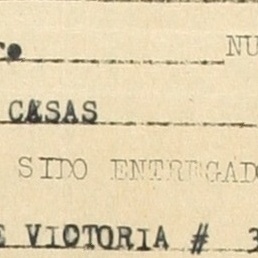 NU
CASAS
SIDO ENTREGADO
E VICTORIA # 3